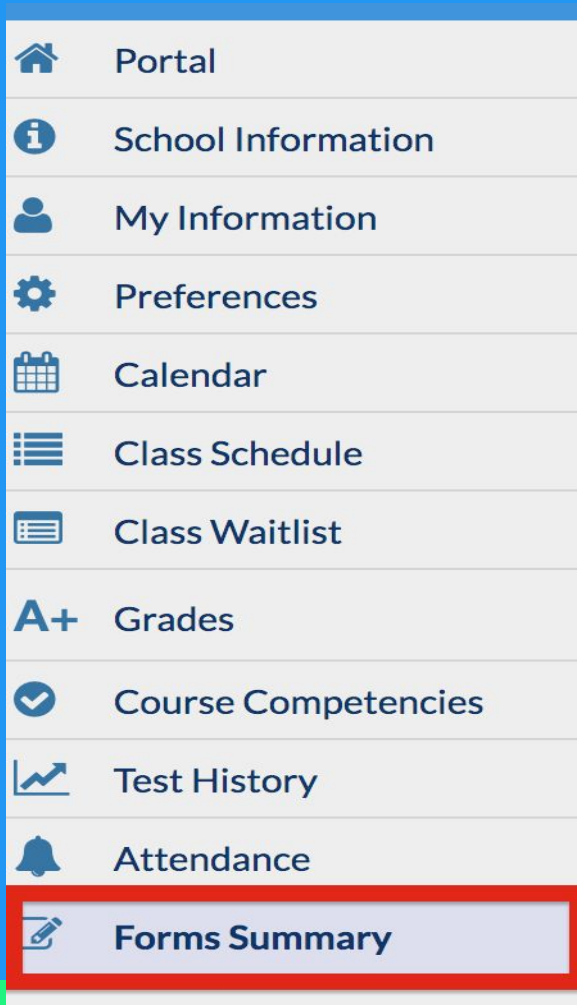 Portal
School Information
My Information
Preferences
Calendar
Class Schedule
Class Waitlist
A+ Grades
Course Competencies
Test History
Attendance
Forms Summary